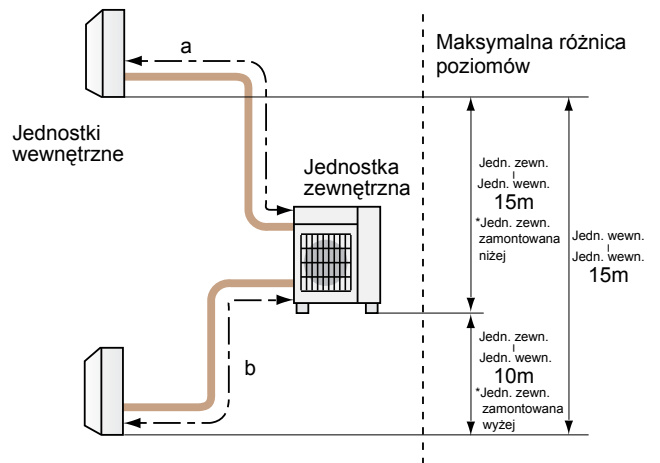 a
Maksymalna różnica
poziomów
Jednostki
wewnętrzne
Jednostka
zewnętrzna
Jedn. zewn.
Jedn. wewn.
15m
*Jedn. zewn.
zamontowana
niżej
Jedn. wewn.
Jedn. wewn.
15m
b
Jedn. zewn.
Jedn. wewn.
10m
*Jedn. zewn.
zamontowana
wyżej